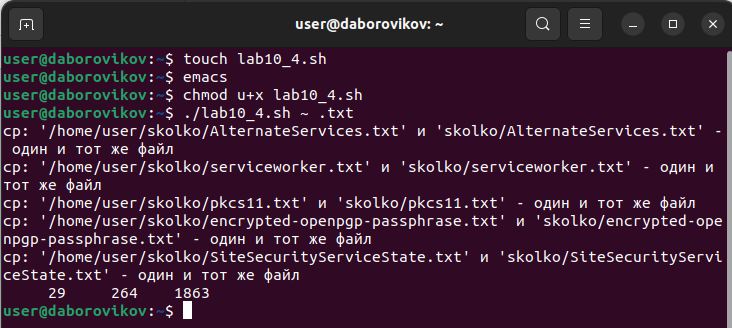 user@daborovikov: ~
user@daborovikov:~$ touch lab10_4.sh
user@daborovikov:~$ emacs
user@daborovikov:~$ chmod u+x lab10_4.sh
user@daborovikov:~$ ./lab10_4.sh ~ .txt
cp: '/home/user/skolko/AlternateServices.txt' и 'skolko/AlternateServices.txt' -
 один и тот же файл
cp: '/home/user/skolko/serviceworker.txt' и 'skolko/serviceworker.txt' - один и
тот же файл
cp: '/home/user/skolko/pkcs11.txt' и 'skolko/pkcs11.txt' - один и тот же файл
cp: '/home/user/skolko/encrypted-openpgp-passphrase.txt' и 'skolko/encrypted-ope
npgp-passphrase.txt' - один и тот же файл
cp: '/home/user/skolko/SiteSecurityServiceState.txt' и 'skolko/SiteSecurityServi
ceState.txt' - один и тот же файл
     29     264    1863
user@daborovikov:~$